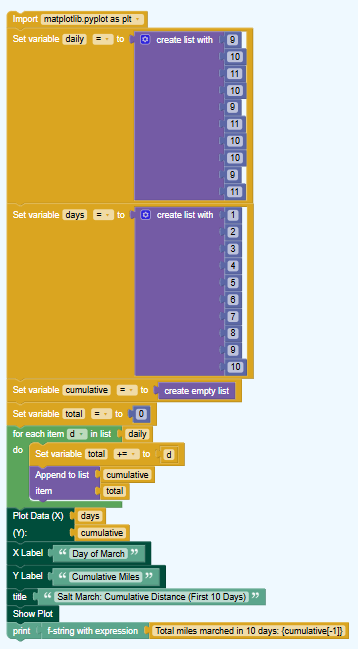 Import matplotlib.pyplot as plt
Set variable daily = to create list with 9
10
11
10
9
11
10
10
9
11
Set variable days = to create list with 1
2
3
4
5
6
7
8
9
10
Set variable cumulative = to create empty list
Set variable total = to 0
for each item d in list daily
do Set variable total += to d
Append to list cumulative
item total
Plot Data (X) days
(Y): cumulative
X Label “ Day of March ”
Y Label “ Cumulative Miles ”
title “ Salt March: Cumulative Distance (First 10 Days) ”
Show Plot
print f-string with expression Total miles marched in 10 days: {cumulative[-1]}